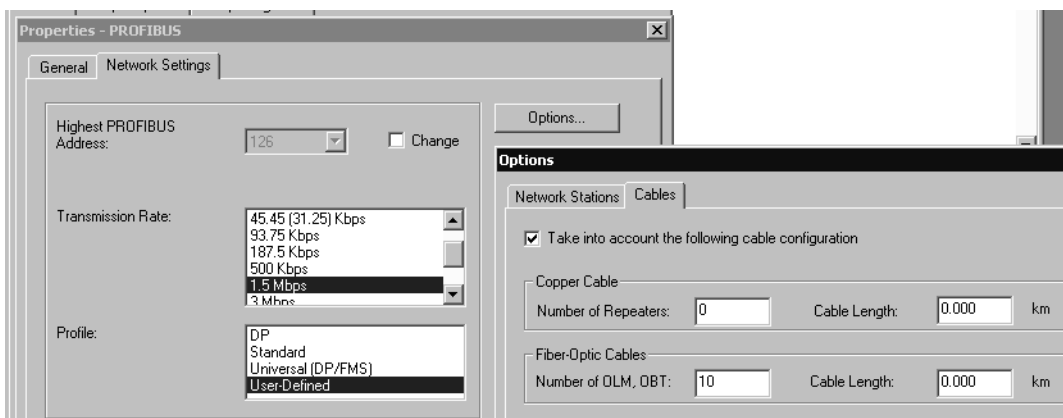 Properties - PROFIBUS
General Network Settings
Highest PROFIBUS
Address:
126
Change
Options...
Transmission Rate:
45.45 (31.25) Kbps
93.75 Kbps
187.5 Kbps
500 Kbps
1.5 Mbps
3 Mbps
Profile:
DP
Standard
Universal (DP/FMS)
User-Defined
Options
Network Stations Cables
Take into account the following cable configuration
Copper Cable
Number of Repeaters: 0 Cable Length: 0.000 km
Fiber-Optic Cables
Number of OLM, OBT: 10 Cable Length: 0.000 km